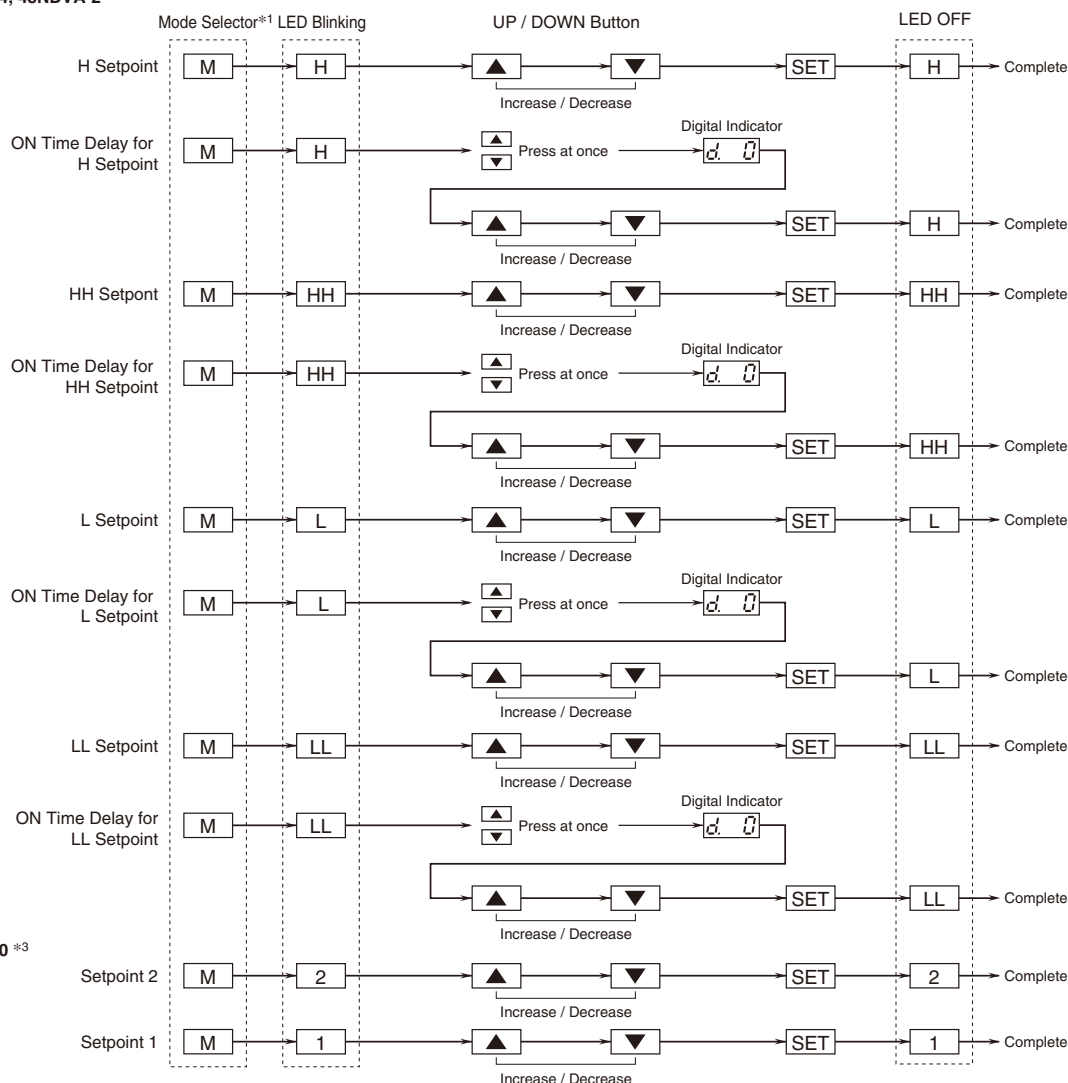 Mode Selector*1 LED Blinking UP / DOWN Button LED OFF
H Setpoint M H ▲ ▼ SET H Complete
Increase / Decrease
ON Time Delay for
H Setpoint
M H ▲ ▼ Press at once
Digital Indicator
d. 0
▲ ▼ SET H Complete
Increase / Decrease
HH Setpont M HH ▲ ▼ SET HH Complete
Increase / Decrease
ON Time Delay for
HH Setpoint
M HH ▲ ▼ Press at once
Digital Indicator
d. 0
▲ ▼ SET HH Complete
Increase / Decrease
L Setpoint M L ▲ ▼ SET L Complete
Increase / Decrease
ON Time Delay for
L Setpoint
M L ▲ ▼ Press at once
Digital Indicator
d. 0
▲ ▼ SET L Complete
Increase / Decrease
LL Setpoint M LL ▲ ▼ SET LL Complete
Increase / Decrease
ON Time Delay for
LL Setpoint
M LL ▲ ▼ Press at once
Digital Indicator
d. 0
▲ ▼ SET LL Complete
Increase / Decrease
0 *3
Setpoint 2 M 2 ▲ ▼ SET 2 Complete
Increase / Decrease
Setpoint 1 M 1 ▲ ▼ SET 1 Complete
Increase / Decrease